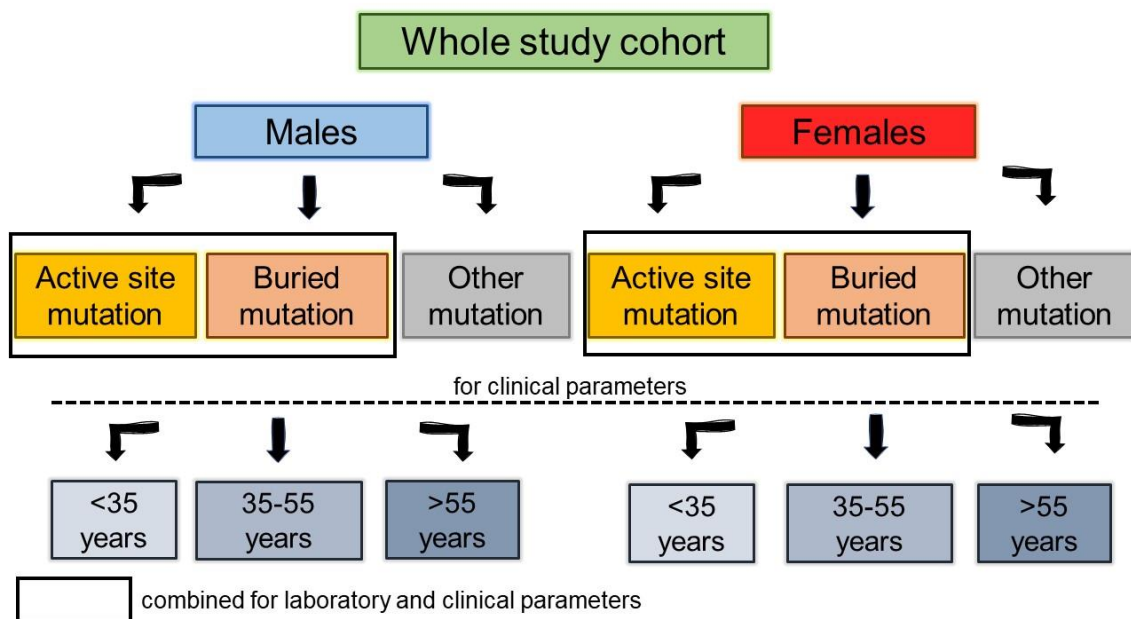 Whole study cohort
Males
Females
Active site
mutation
Buried
mutation
Other
mutation
Active site
mutation
Buried
mutation
Other
mutation
for clinical parameters
<35
years
35-55
years
>55
years
<35
years
35-55
years
>55
years
combined for laboratory and clinical parameters